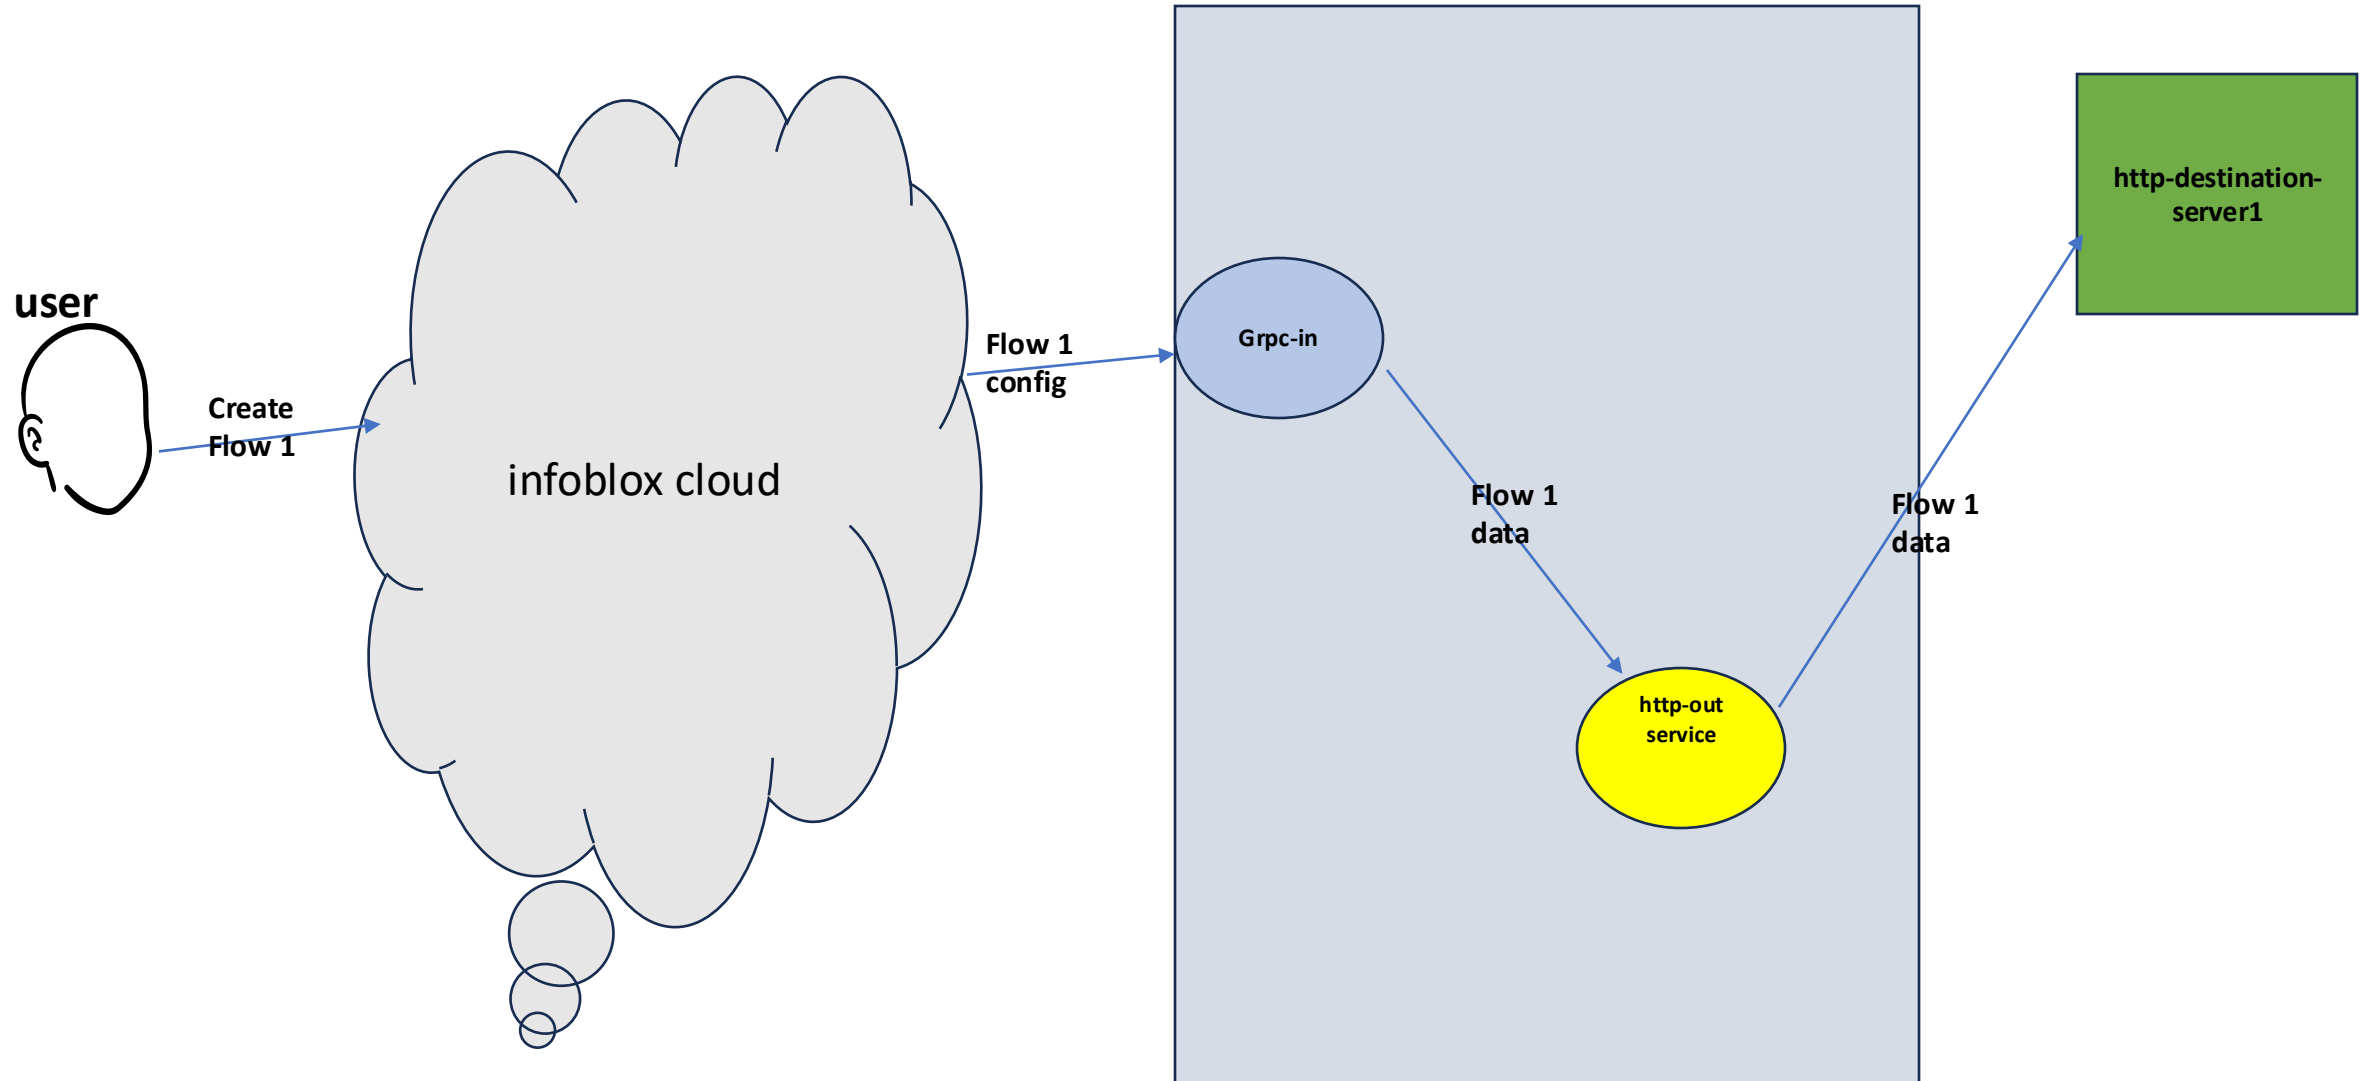 user
Create
Flow 1
infoblox cloud
Flow 1
config
Grpc-in
Flow 1
data
http-out
service
Flow 1
data
http-destination-
server1